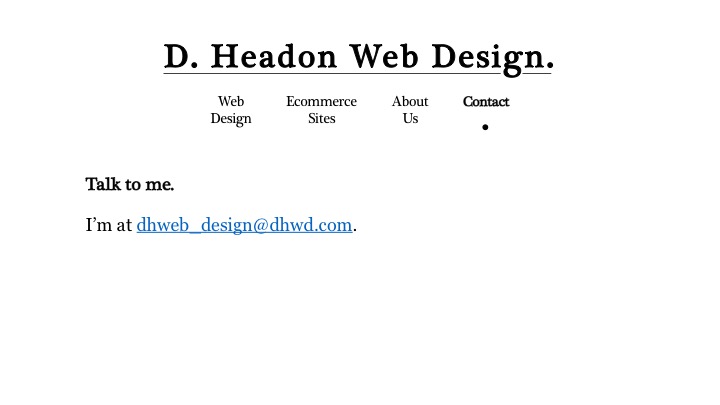 D. Headon Web Design.
Web Design
Ecommerce Sites
About Us
Contact
Talk to me.
I’m at dhweb_design@dhwd.com.